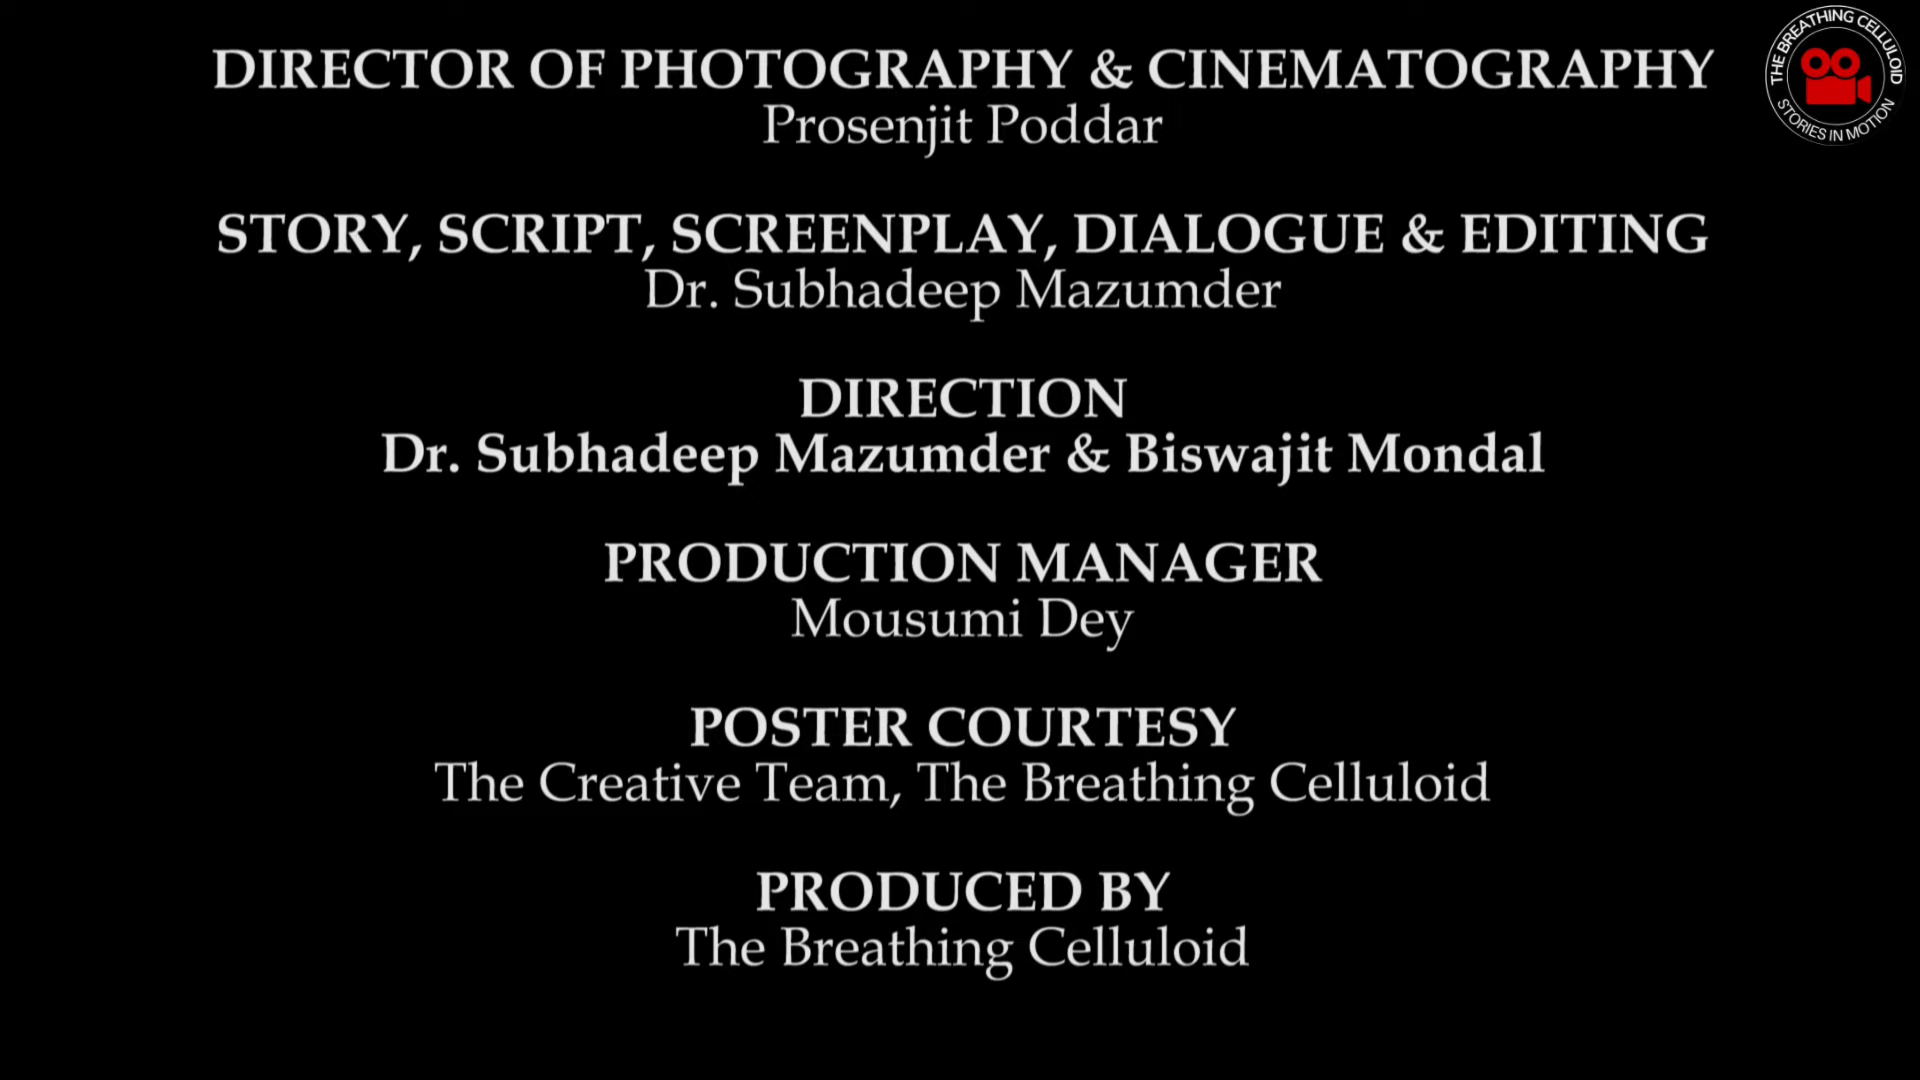 DIRECTOR OF PHOTOGRAPHY & CINEMATOGRAPHY
Prosenjit Poddar
STORY, SCRIPT, SCREENPLAY, DIALOGUE & EDITING
Dr. Subhadeep Mazumder
DIRECTION
Dr. Subhadeep Mazumder & Biswajit Mondal
PRODUCTION MANAGER
Mousumi Dey
POSTER COURTESY
The Creative Team, The Breathing Celluloid
PRODUCED BY
The Breathing Celluloid
THE BREATHING CELLULOID
STORIES IN MOTION